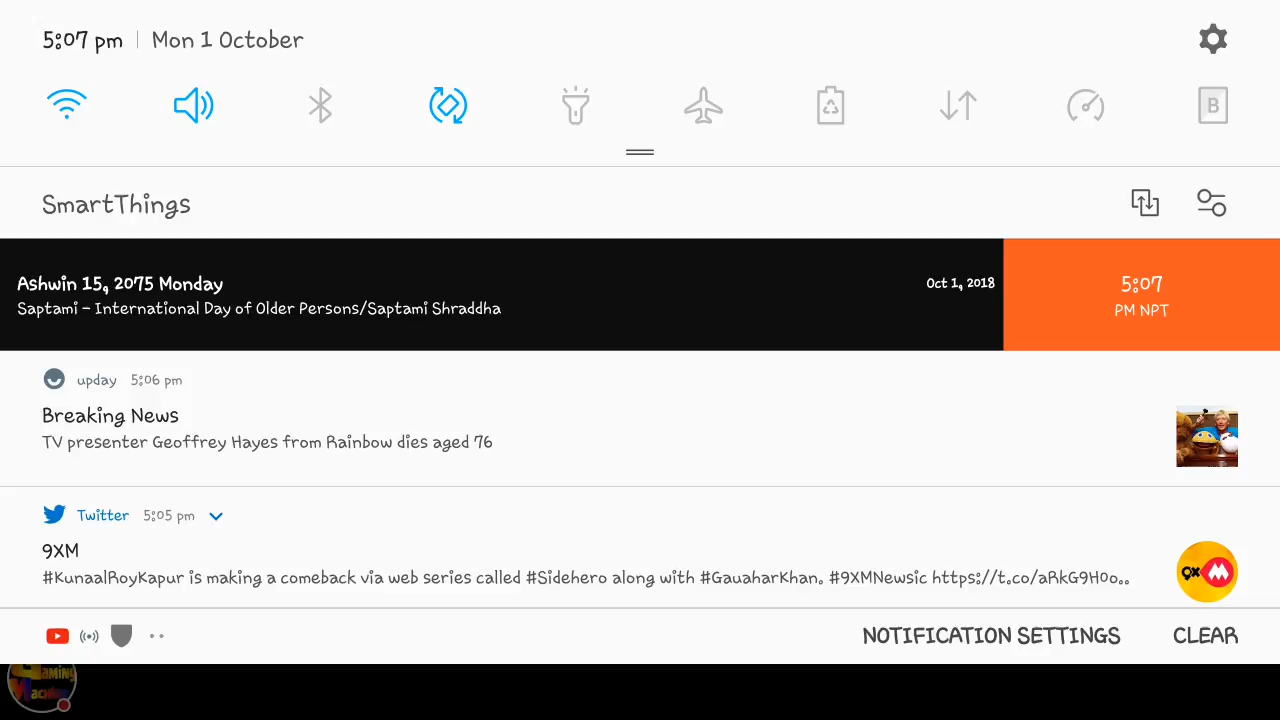 5:07 pm | Mon 1 October
B
SmartThings
Ashwin 15, 2075 Monday
Oct 1, 2018
Saptami - International Day of Older Persons/Saptami Shraddha
5:07
PM NPT
upday 5:06 pm
Breaking News
TV presenter Geoffrey Hayes from Rainbow dies aged 76
Twitter 5:05 pm
9XM
#KunaalRoyKapur is making a comeback via web series called #Sidehero along with #GauaharKhan. #9XMNewsic https://t.co/aRkG9H0o..
9X M
NOTIFICATION SETTINGS CLEAR
Gaming
Machine